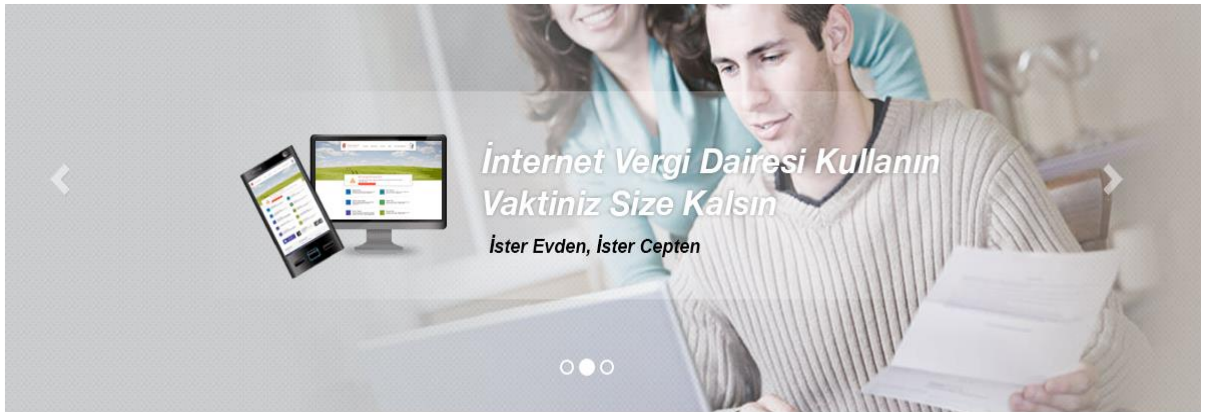 İnternet Vergi Dairesi Kullanın
Vaktiniz Size Kalsın
İster Evden, İster Cepten